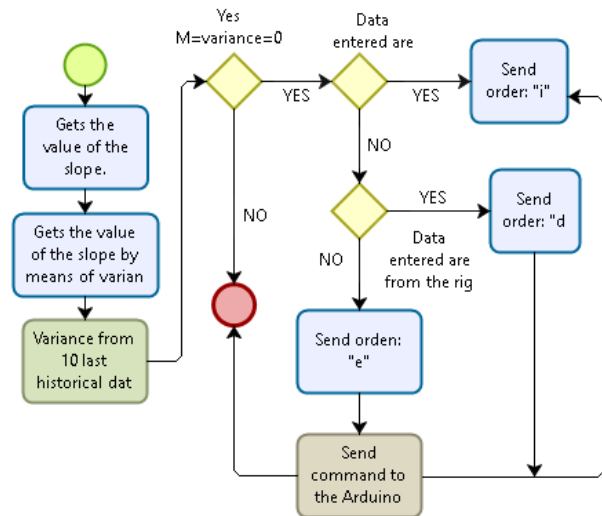 Yes
M=variance=0
Data
entered are
Send
order: "i"
YES
YES
Gets the
value of the
slope.
NO
Gets the value
of the slope by
means of varian
NO
YES
Send
order: "d
Data
entered are
from the rig
NO
Variance from
10 last
historical dat
Send orden:
"e"
Send
command to
the Arduino